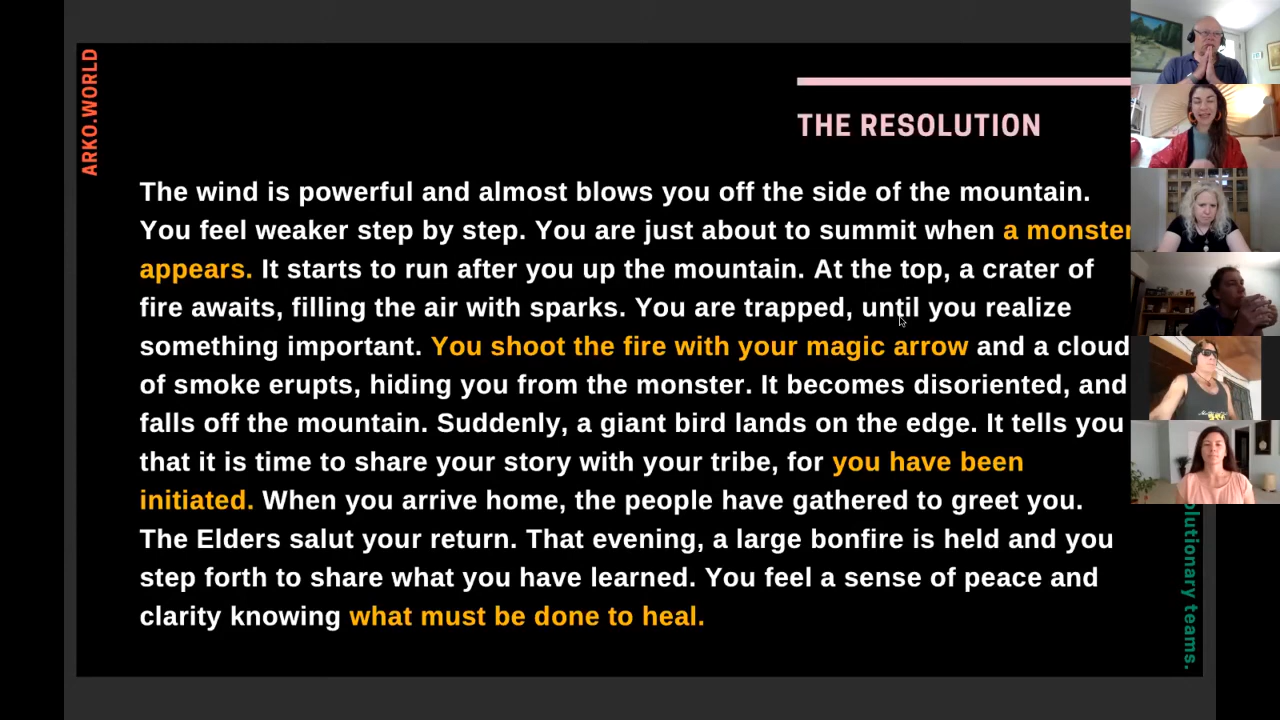 ARKO.WORLD
THE RESOLUTION
The wind is powerful and almost blows you off the side of the mountain.
You feel weaker step by step. You are just about to summit when a monster
appears. It starts to run after you up the mountain. At the top, a crater of
fire awaits, filling the air with sparks. You are trapped, until you realize
something important. You shoot the fire with your magic arrow and a cloud
of smoke erupts, hiding you from the monster. It becomes disoriented, and
falls off the mountain. Suddenly, a giant bird lands on the edge. It tells you
that it is time to share your story with your tribe, for you have been
initiated. When you arrive home, the people have gathered to greet you.
The Elders salut your return. That evening, a large bonfire is held and you
step forth to share what you have learned. You feel a sense of peace and
clarity knowing what must be done to heal.
olutionary teams.